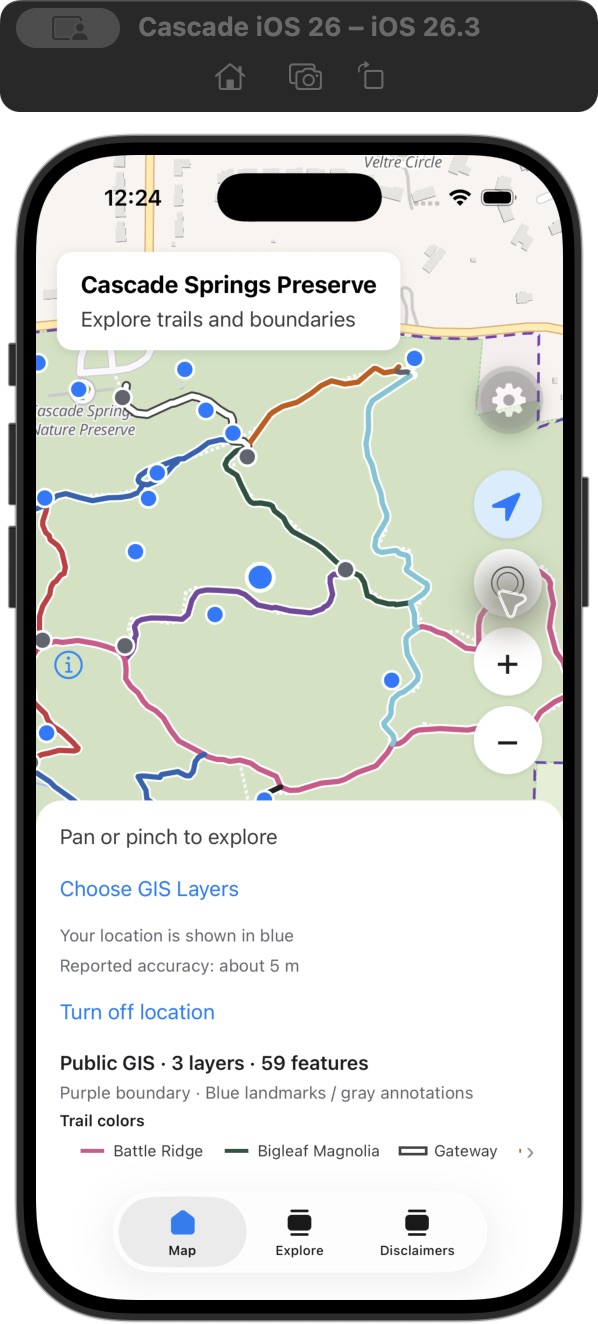 Cascade iOS 26 – iOS 26.3
Veltre Circle
12:24
Cascade Springs Preserve
Explore trails and boundaries
Cascade Spring
Nature Preserve
Pan or pinch to explore
Choose GIS Layers
Your location is shown in blue
Reported accuracy: about 5 m
Turn off location
Public GIS · 3 layers · 59 features
Purple boundary · Blue landmarks / gray annotations
Trail colors
Battle Ridge Bigleaf Magnolia Gateway
Map Explore Disclaimers